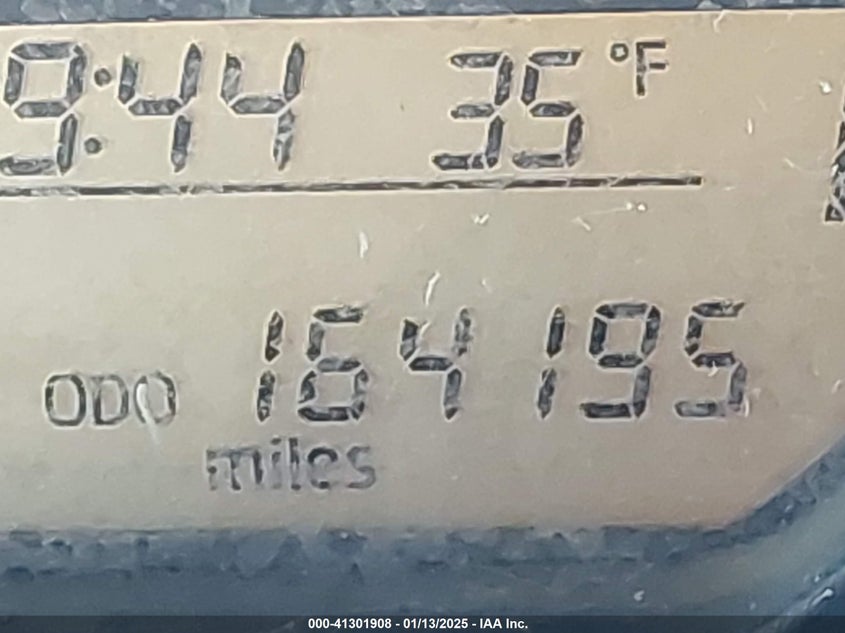 9:44 35 °F
ODO 164195
miles
000-41301908 - 01/13/2025 - IAA Inc.